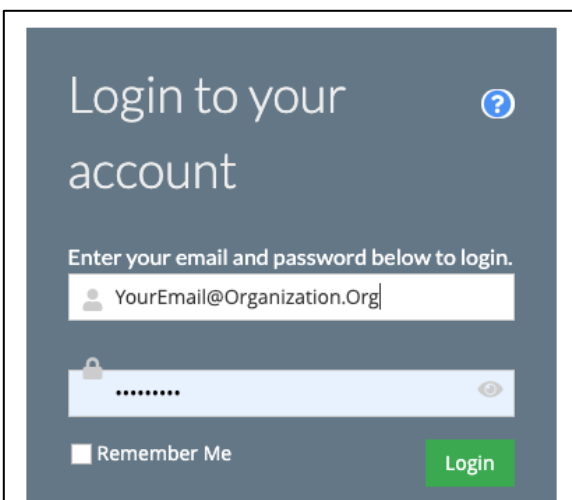 Login to your
account
Enter your email and password below to login.
YourEmail@Organization.Org
•••••••••
Remember Me
Login